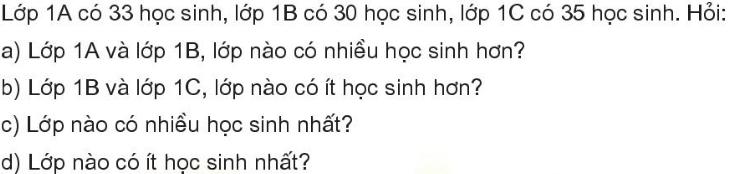 Lớp 1A có 33 học sinh, lớp 1B có 30 học sinh, lớp 1C có 35 học sinh. Hỏi:
a) Lớp 1A và lớp 1B, lớp nào có nhiều học sinh hơn?
b) Lớp 1B và lớp 1C, lớp nào có ít học sinh hơn?
c) Lớp nào có nhiều học sinh nhất?
d) Lớp nào có ít học sinh nhất?